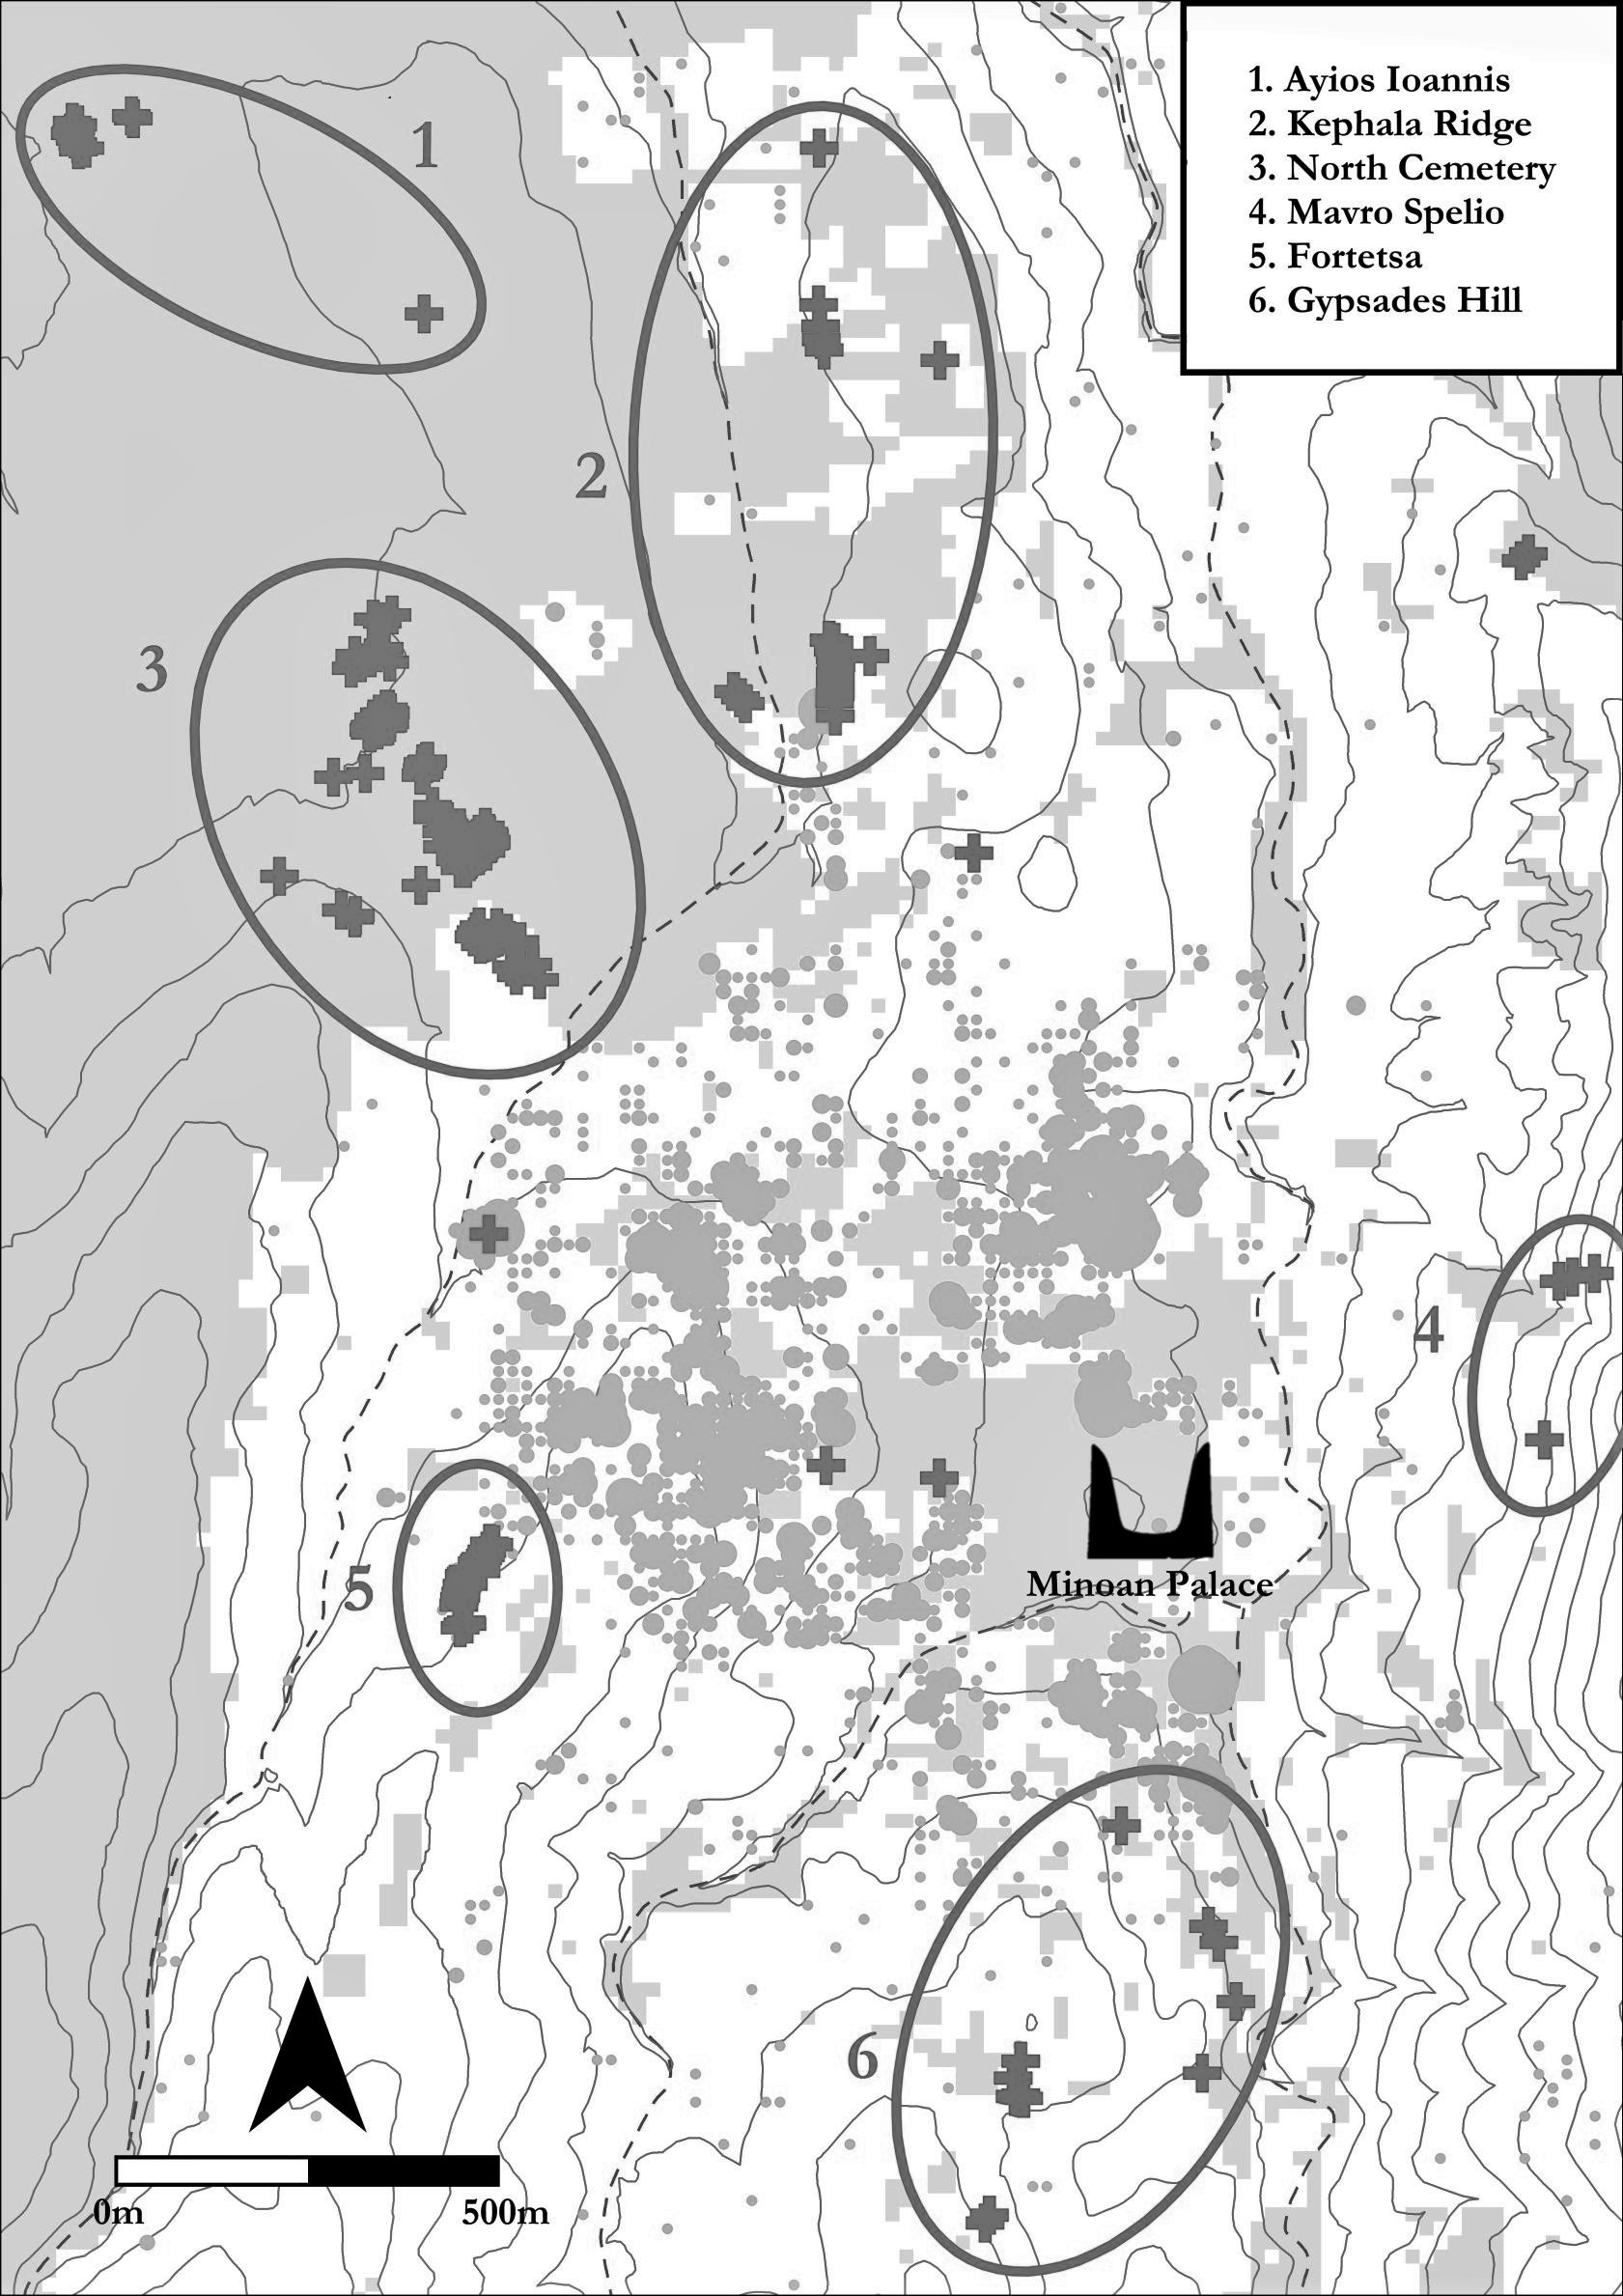 1. Ayios Ioannis
2. Kephala Ridge
3. North Cemetery
4. Mavro Spelio
5. Fortetsa
6. Gypsades Hill
1
2
3
4
Minoan Palace
5
6
0m 500m